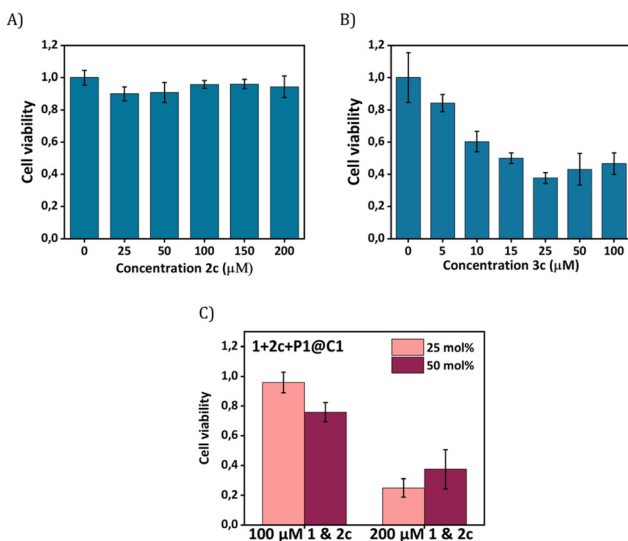 A)
1,2
1,0
0,8
0,6
0,4
0,2
0,0
Cell viability
0 25 50 100 150 200
Concentration 2c (µM)
B)
1,2
1,0
0,8
0,6
0,4
0,2
0,0
Cell viability
0 5 10 15 25 50 100
Concentration 3c (µM)
C)
1+2c+P1@C1
25 mol%
50 mol%
1,2
1,0
0,8
0,6
0,4
0,2
0,0
Cell viability
100 µM 1 & 2c 200 µM 1 & 2c